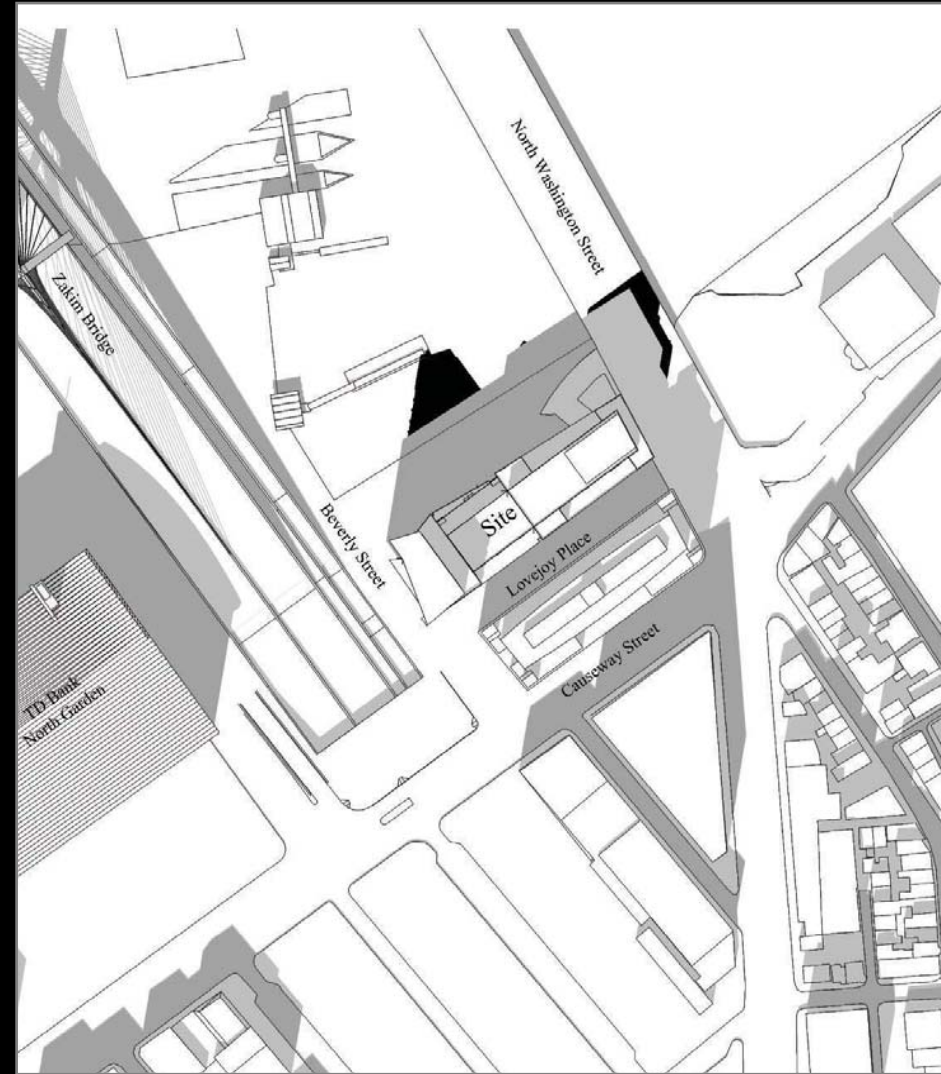 North Washington Street
Zakim Bridge
Beverly Street
Site
Lovejoy Place
Causeway Street
TD Bank
North Garden